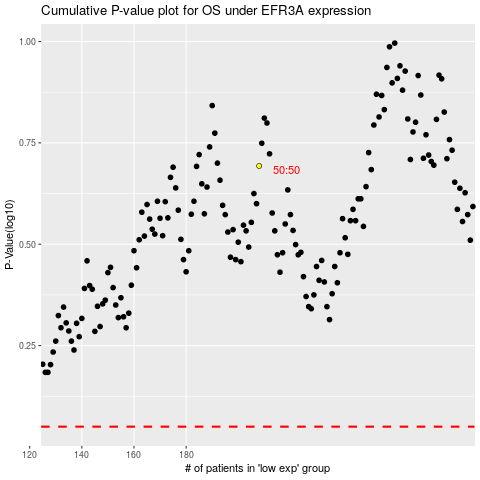 Cumulative P-value plot for OS under EFR3A expression
P-Value(log10)
1.00
0.75
0.50
0.25
50:50
120 140 160 180
# of patients in 'low exp' group